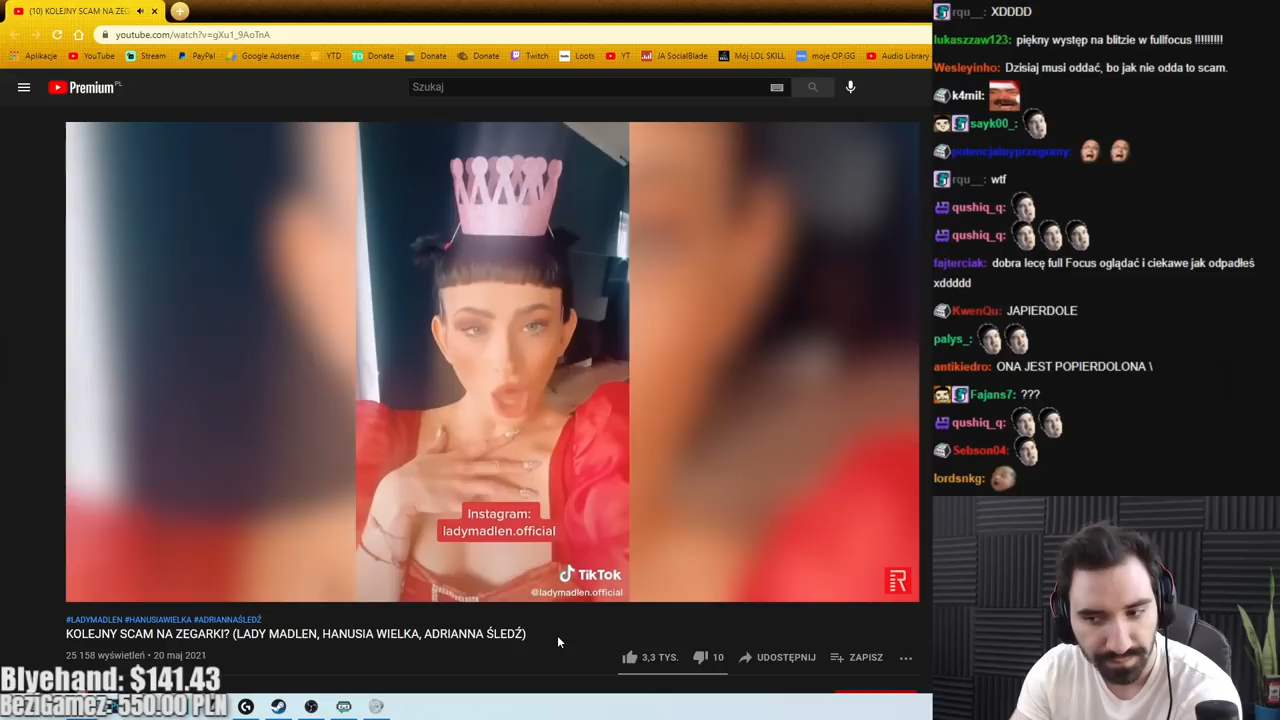 (10) KOLEJNY SCAM NA ZEG
youtube.com/watch?v=gXu1_9AoTnA
Aplikacje YouTube Stream PayPal Google Adsense YTD Donate Donate Donate Twitch Loots YT JA SocialBlade Mój LOL SKILL moje OP.GG Audio Library
Premium PL
Szukaj
Instagram:
ladymadlen.official
TikTok
@ladymadlen.official
#LADYMADLEN #HANUSIAWIELKA #ADRIANNAŚLEDŹ
KOLEJNY SCAM NA ZEGARKI? (LADY MADLEN, HANUSIA WIELKA, ADRIANNA ŚLEDŹ)
25 158 wyświetleń • 20 maj 2021
3,3 TYS. 10 UDOSTĘPNIJ ZAPISZ
Blyehand: $141.43
BeziGamez-550.00 PLN
rqu__: XDDDD
lukaszzaw123: piękny występ na blitzie w fullfocus !!!!!!!!!
Wesleyinho: Dzisiaj musi oddać, bo jak nie odda to scam.
k4mil:
sayk00_:
potencjalnyprzegrany:
rqu__: wtf
qushiq_q:
qushiq_q:
fajterciak: dobra lecę full Focus oglądać i ciekawe jak odpadłeś
xddddd
KwenQu: JAPIERDOLE
palys_:
antikiedro: ONA JEST POPIERDOLONA \
Fajans7: ???
qushiq_q:
Sebson04:
lordsnkg: